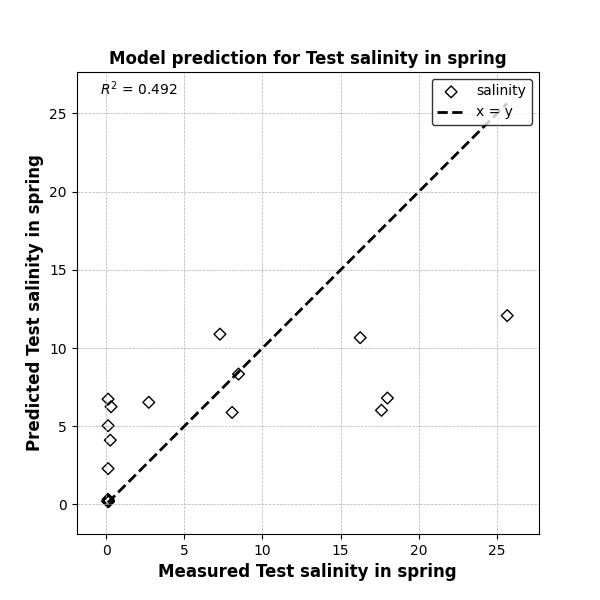 Model prediction for Test salinity in spring
R² = 0.492
salinity
x = y
25
20
15
10
5
0
Predicted Test salinity in spring
0 5 10 15 20 25
Measured Test salinity in spring